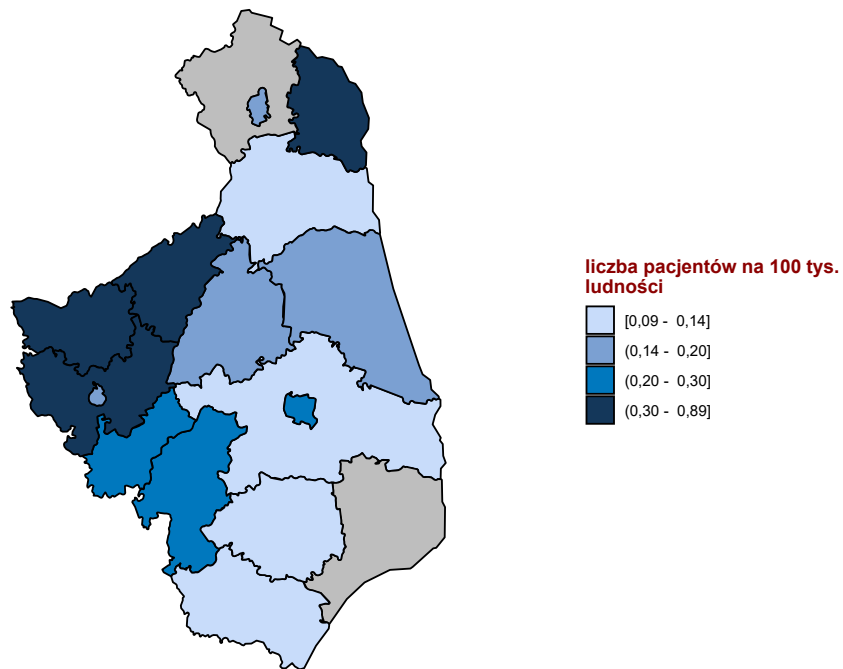 liczba pacjentów na 100 tys.
ludności
[0,09 - 0,14]
(0,14 - 0,20]
(0,20 - 0,30]
(0,30 - 0,89]